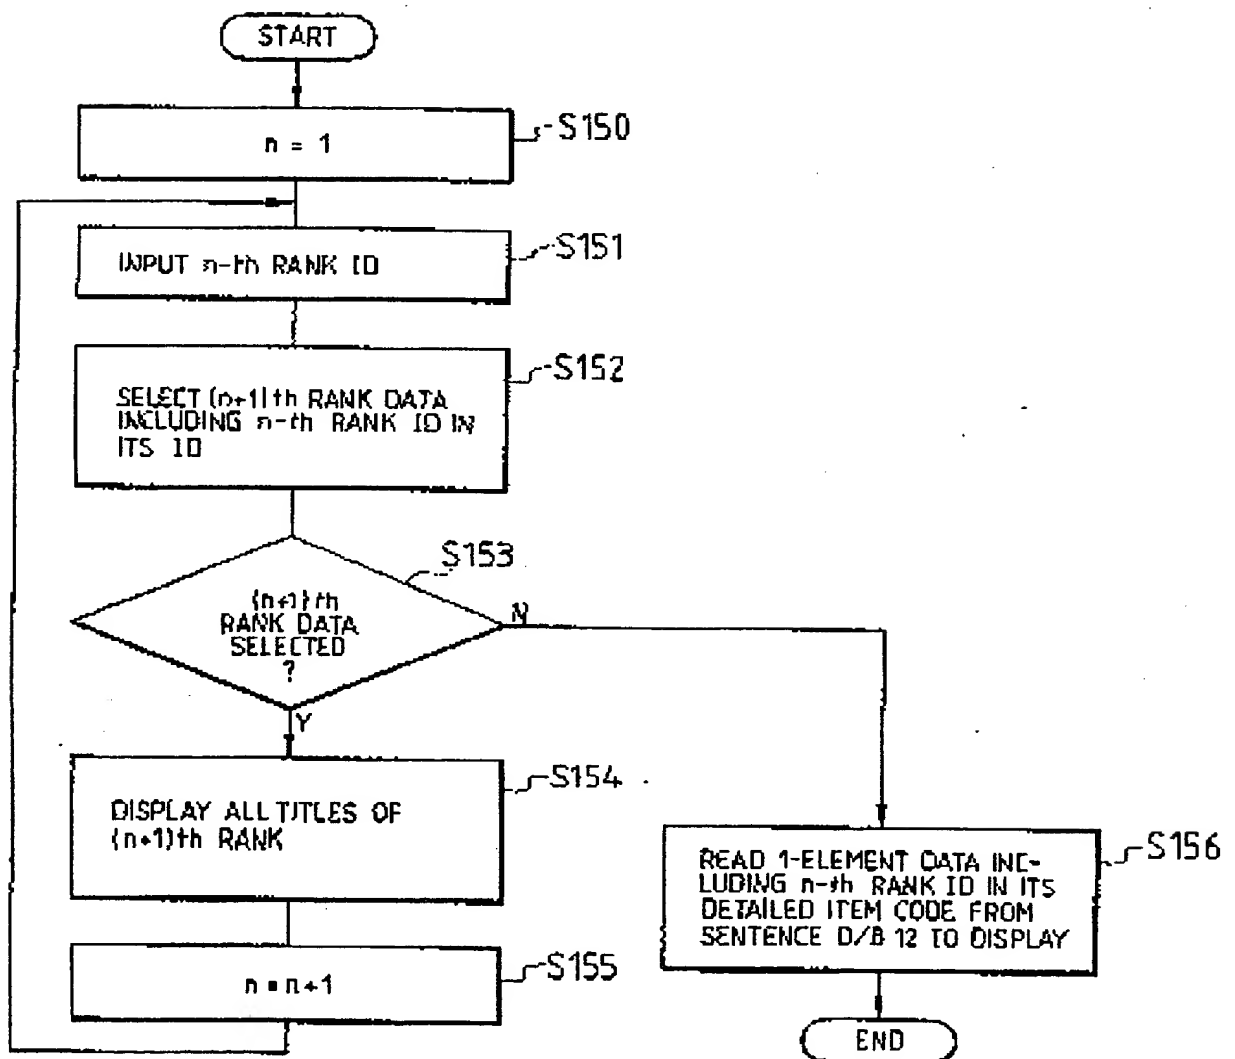 START
n = 1
S150
INPUT n-th RANK ID
S151
SELECT (n+1)th RANK DATA
INCLUDING n-th RANK ID IN
ITS ID
S152
(n+1)th
RANK DATA
SELECTED
?
S153
N
Y
DISPLAY ALL TITLES OF
(n+1)th RANK
S154
n = n+1
S155
READ 1-ELEMENT DATA INC-
LUDING n-th RANK ID IN ITS
DETAILED ITEM CODE FROM
SENTENCE D/B 12 TO DISPLAY
S156
END